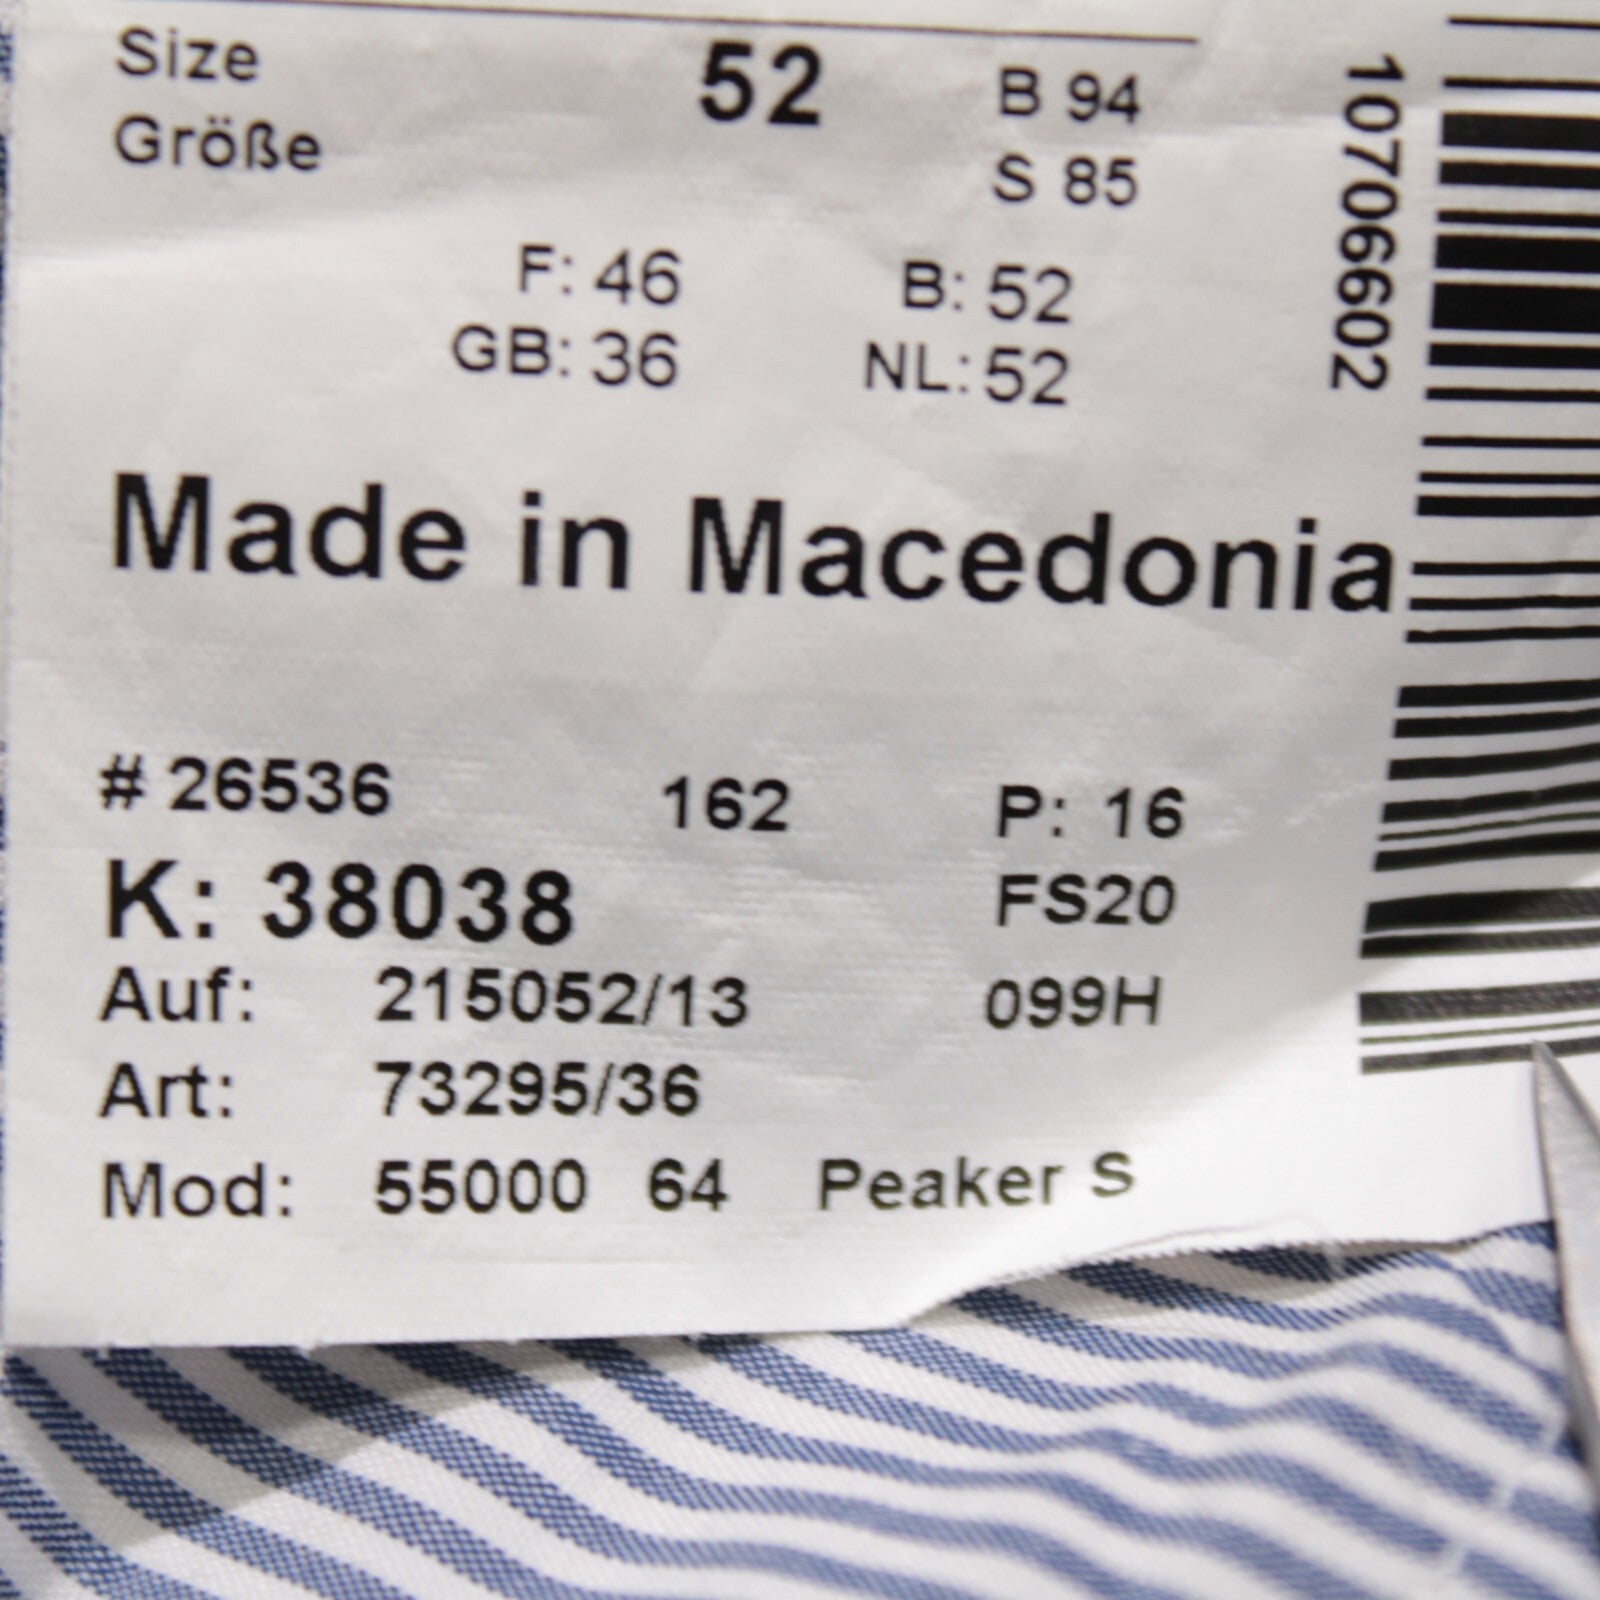 Size 52 B 94
Größe S 85
F: 46 B: 52
GB: 36 NL: 52
Made in Macedonia
# 26536 162 P: 16
K: 38038 FS20
Auf: 215052/13 099H
Art: 73295/36
Mod: 55000 64 Peaker S
10706602